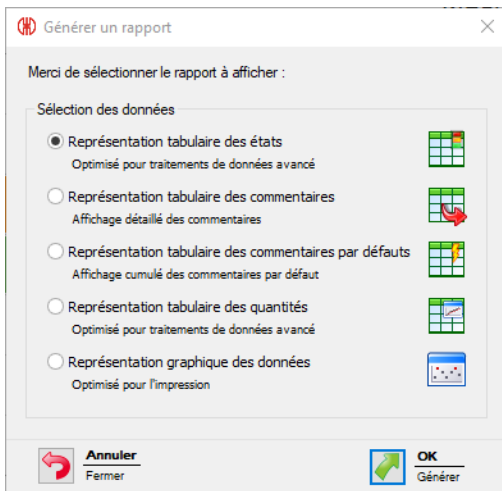 Générer un rapport
Merci de sélectionner le rapport à afficher :
Sélection des données
Représentation tabulaire des états
Optimisé pour traitements de données avancé
Représentation tabulaire des commentaires
Affichage détaillé des commentaires
Représentation tabulaire des commentaires par défauts
Affichage cumulé des commentaires par défaut
Représentation tabulaire des quantités
Optimisé pour traitements de données avancé
Représentation graphique des données
Optimisé pour l'impression
Annuler
Fermer
OK
Générer